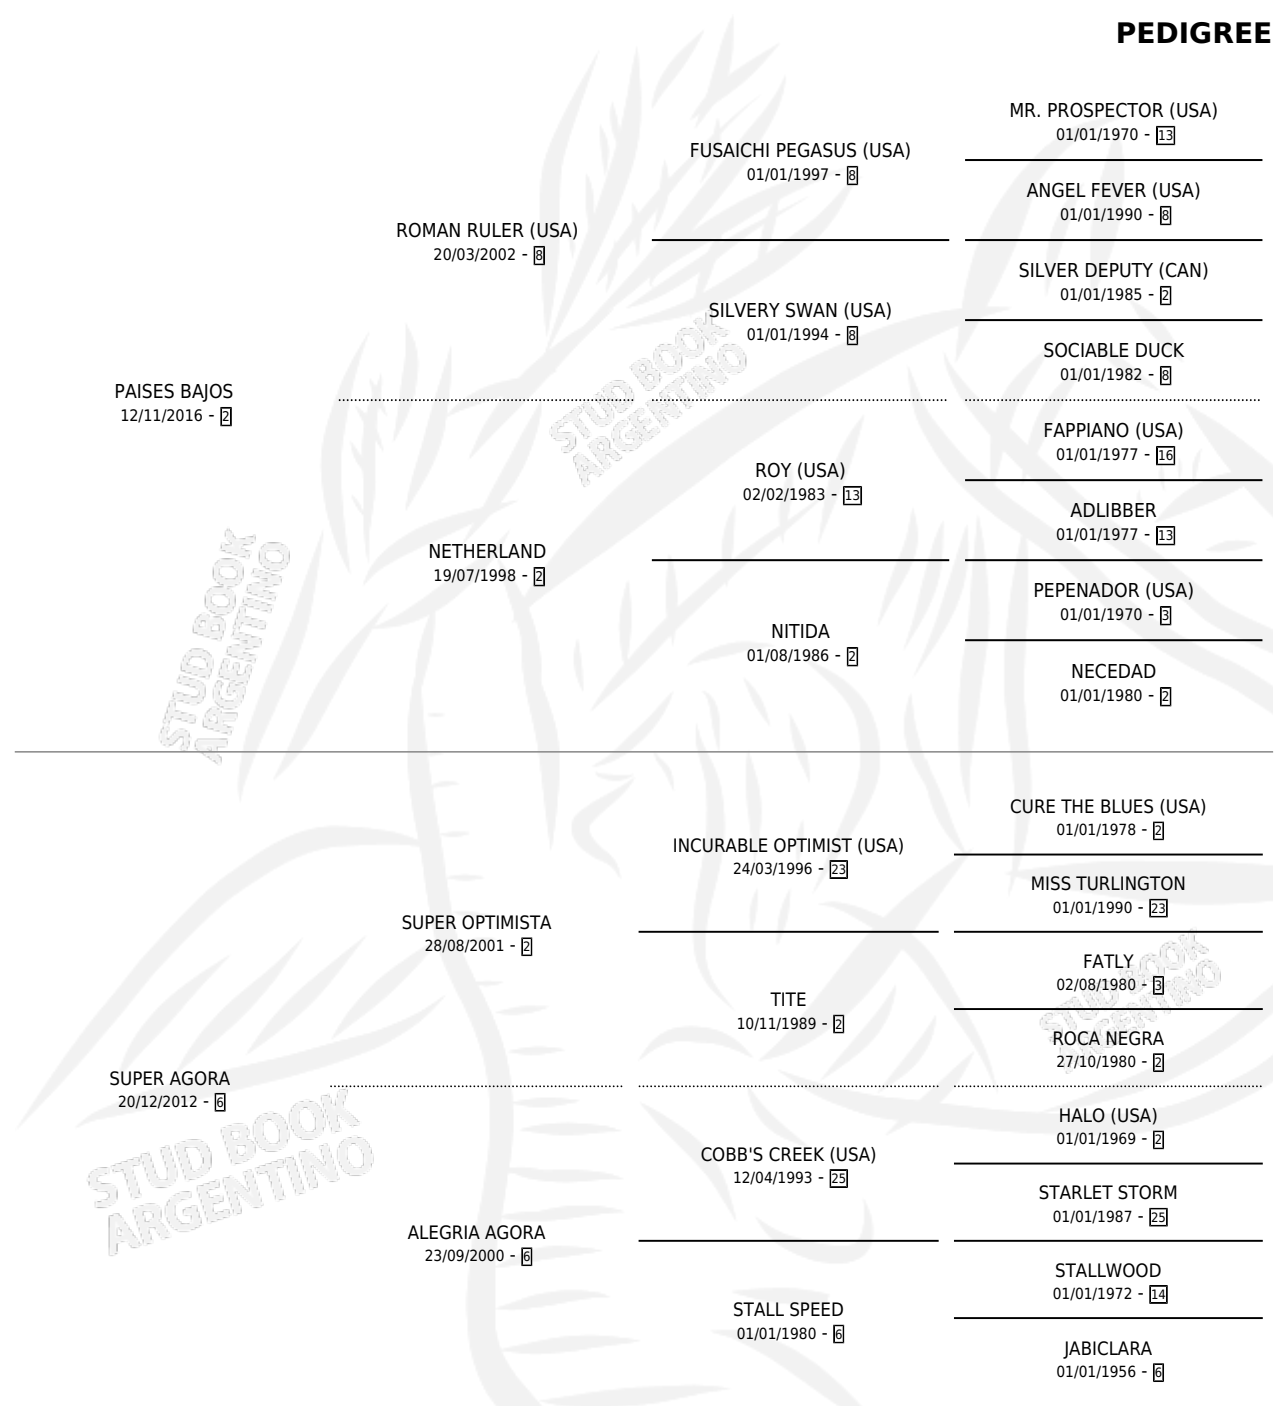 PEDIGREE
MR. PROSPECTOR (USA)
01/01/1970 - 13
FUSAICHI PEGASUS (USA)
01/01/1997 - 8
ANGEL FEVER (USA)
01/01/1990 - 8
ROMAN RULER (USA)
20/03/2002 - 8
SILVER DEPUTY (CAN)
01/01/1985 - 2
SILVERY SWAN (USA)
01/01/1994 - 8
SOCIABLE DUCK
01/01/1982 - 8
PAISES BAJOS
12/11/2016 - 2
FAPPIANO (USA)
01/01/1977 - 16
ROY (USA)
02/02/1983 - 13
ADLIBBER
01/01/1977 - 13
NETHERLAND
19/07/1998 - 2
PEPENADOR (USA)
01/01/1970 - 3
NITIDA
01/08/1986 - 2
NECEDAD
01/01/1980 - 2
STUD BOOK
ARGENTINO
STUD BOOK
ARGENTINO
CURE THE BLUES (USA)
01/01/1978 - 2
INCURABLE OPTIMIST (USA)
24/03/1996 - 23
MISS TURLINGTON
01/01/1990 - 23
SUPER OPTIMISTA
28/08/2001 - 2
FATLY
02/08/1980 - 3
TITE
10/11/1989 - 2
ROCA NEGRA
27/10/1980 - 2
SUPER AGORA
20/12/2012 - 6
HALO (USA)
01/01/1969 - 2
COBB'S CREEK (USA)
12/04/1993 - 25
STARLET STORM
01/01/1987 - 25
ALEGRIA AGORA
23/09/2000 - 6
STALLWOOD
01/01/1972 - 14
STALL SPEED
01/01/1980 - 6
JABICLARA
01/01/1956 - 6
STUD BOOK
ARGENTINO
STUD BOOK
ARGENTINO